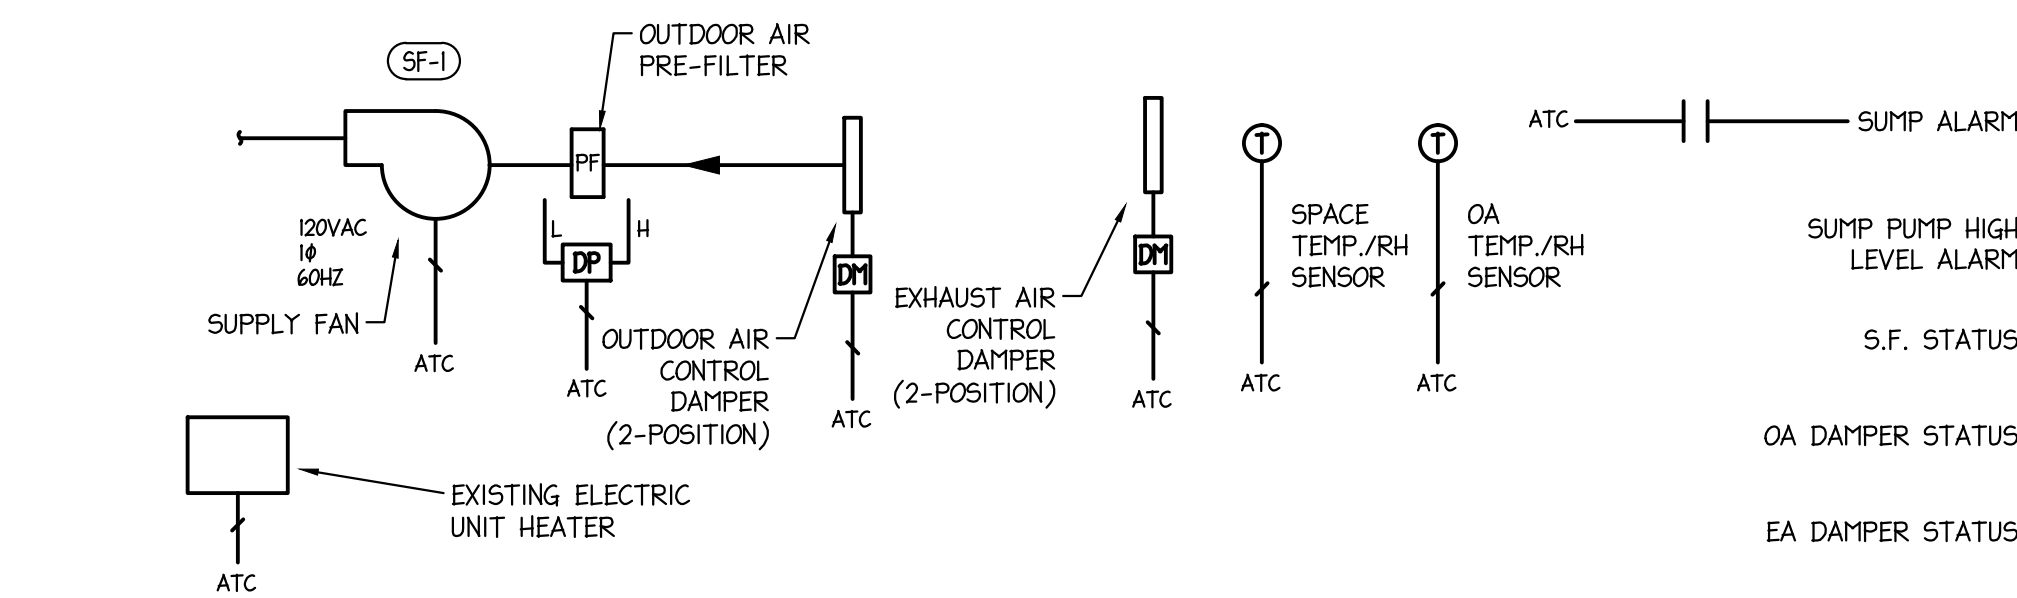 SF-1
OUTDOOR AIR
PRE-FILTER
PF
L
H
DP
ATC
120VAC
1ϕ
60HZ
SUPPLY FAN
ATC
OUTDOOR AIR
CONTROL
DAMPER
(2-POSITION)
DM
ATC
EXHAUST AIR
CONTROL
DAMPER
(2-POSITION)
DM
ATC
T
SPACE
TEMP./RH
SENSOR
ATC
T
OA
TEMP./RH
SENSOR
ATC
ATC
SUMP ALARM
SUMP PUMP HIGH
LEVEL ALARM
S.F. STATUS
OA DAMPER STATUS
EA DAMPER STATUS
EXISTING ELECTRIC
UNIT HEATER
ATC